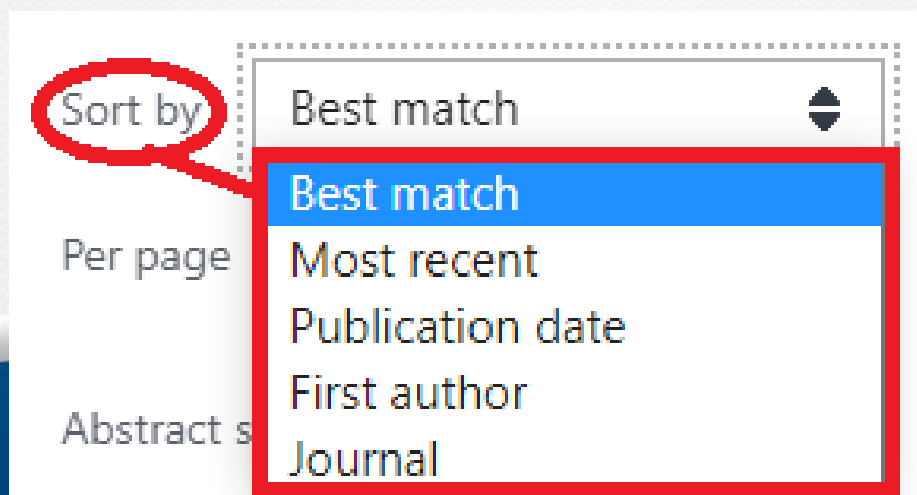 Sort by
Best match
Best match
Most recent
Per page
Publication date
First author
Abstract s
Journal